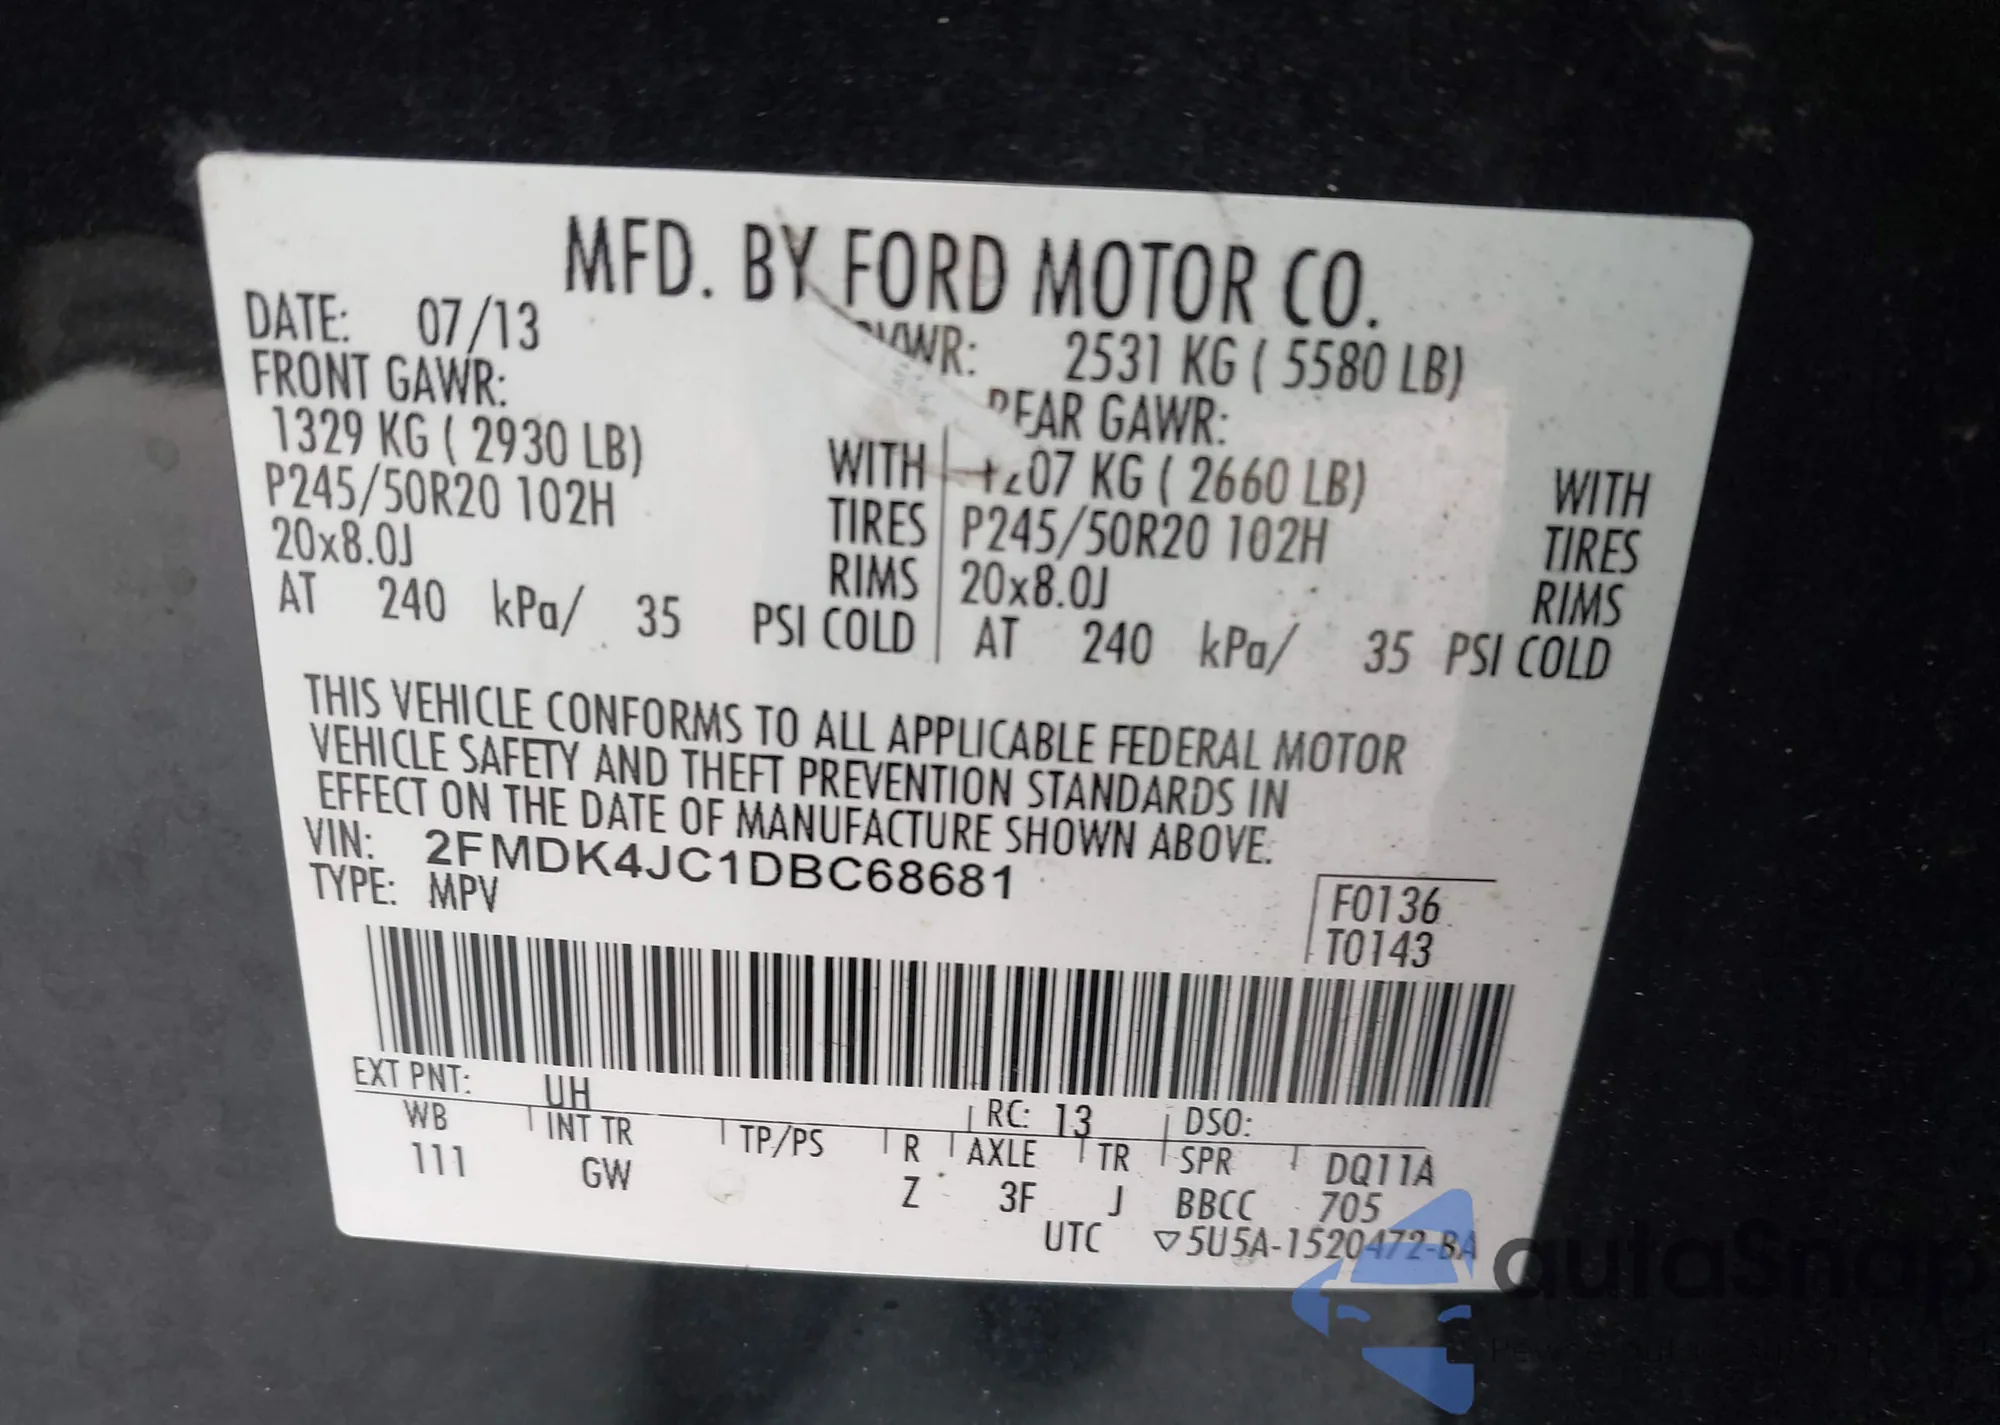 MFD. BY FORD MOTOR CO.
DATE: 07/13 GVWR: 2531 KG ( 5580 LB)
FRONT GAWR: REAR GAWR:
1329 KG ( 2930 LB) WITH 1207 KG ( 2660 LB) WITH
P245/50R20 102H TIRES P245/50R20 102H TIRES
20x8.0J RIMS 20x8.0J RIMS
AT 240 kPa/ 35 PSI COLD AT 240 kPa/ 35 PSI COLD
THIS VEHICLE CONFORMS TO ALL APPLICABLE FEDERAL MOTOR
VEHICLE SAFETY AND THEFT PREVENTION STANDARDS IN
EFFECT ON THE DATE OF MANUFACTURE SHOWN ABOVE.
VIN: 2FMDK4JC1DBC68681
TYPE: MPV
F0136
T0143
EXT PNT: UH RC: 13 DSO:
WB INT TR TP/PS R AXLE TR SPR DQ11A
111 GW Z 3F J BBCC 705
UTC ▽5U5A-1520472-BA
autoSnap